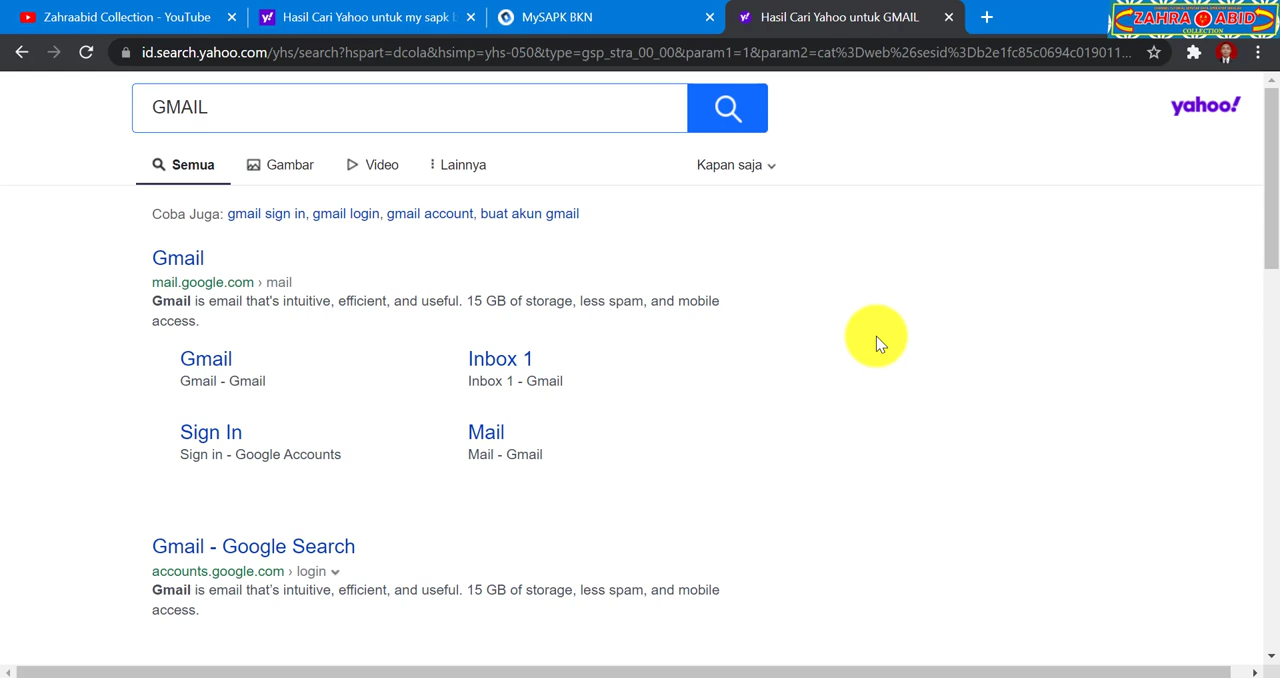 Zahraabid Collection - YouTube
Hasil Cari Yahoo untuk my sapk b
MySAPK BKN
Hasil Cari Yahoo untuk GMAIL
ZAHRA ABID
COLLECTION
id.search.yahoo.com/yhs/search?hspart=dcola&hsimp=yhs-050&type=gsp_stra_00_00&param1=1&param2=cat%3Dweb%26sesid%3Db2e1fc85c0694c019011...
GMAIL
yahoo!
Semua
Gambar
Video
Lainnya
Kapan saja
Coba Juga: gmail sign in, gmail login, gmail account, buat akun gmail
Gmail
mail.google.com › mail
Gmail is email that's intuitive, efficient, and useful. 15 GB of storage, less spam, and mobile
access.
Gmail
Gmail - Gmail
Inbox 1
Inbox 1 - Gmail
Sign In
Sign in - Google Accounts
Mail
Mail - Gmail
Gmail - Google Search
accounts.google.com › login
Gmail is email that's intuitive, efficient, and useful. 15 GB of storage, less spam, and mobile
access.